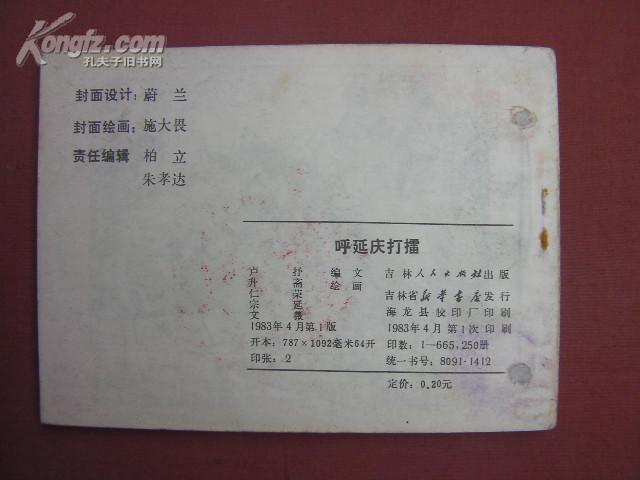 Kongfz.com
孔夫子旧书网
封面设计：蔚 兰
封面绘画：施大畏
责任编辑 柏 立
朱孝达
呼延庆打擂
卢 抒 编 文
升 斋 绘 画
仁 荣
宗 延
文 薇
吉林人民出版社出版
吉林省新华书店发行
海龙县胶印厂印刷
1983年4月第1版
1983年4月第1次印刷
开本：787×1092毫米64开
印数：1—665,250册
印张：2
统一书号：8091·1412
定价：0.20元